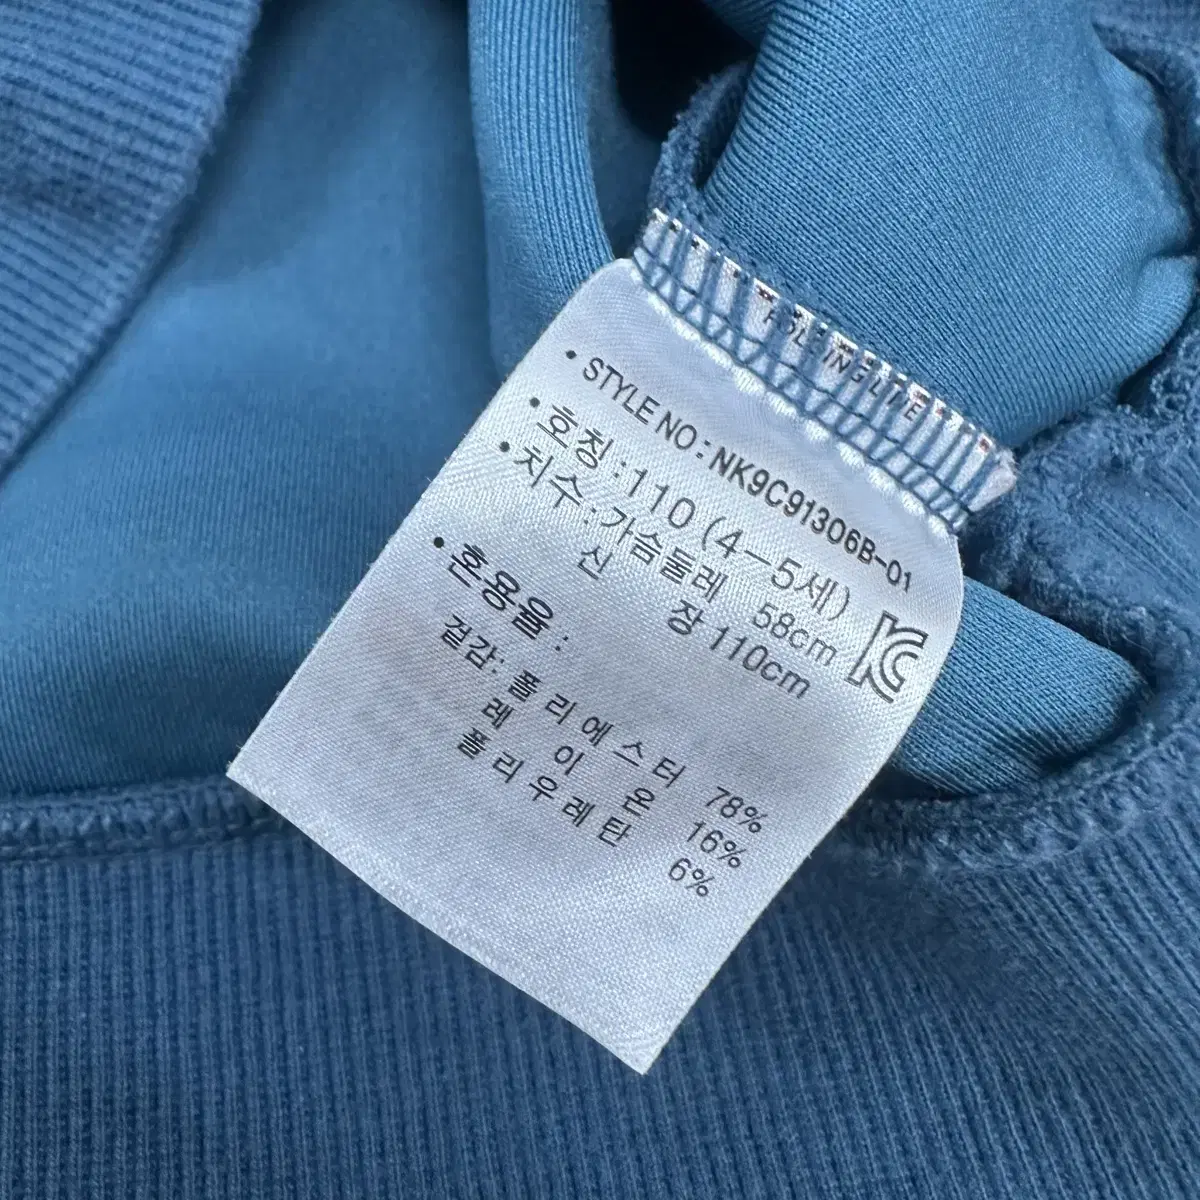 • STYLE NO : NK9C91306B-01
• 호칭 : 110 (4-5세)
• 치수 : 가슴둘레 58cm
신 장 110cm
• 혼용율 :
겉감: 폴리에스터 78%
레이온 16%
폴리우레탄 6%